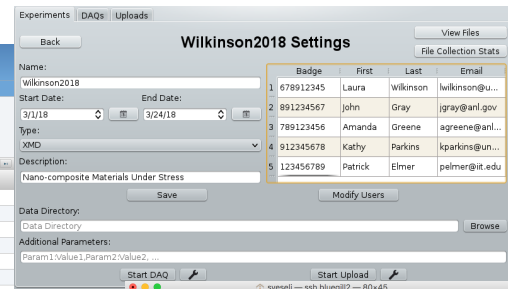 Experiments DAQs Uploads
Back
Wilkinson2018 Settings
View Files
File Collection Stats
Name:
Wilkinson2018
Start Date: End Date:
3/1/18 3/24/18
Type:
XMD
Description:
Nano-composite Materials Under Stress
Badge First Last Email
1 678912345 Laura Wilkinson lwilkinson@u...
2 891234567 John Gray jgray@anl.gov
3 789123456 Amanda Greene agreene@anl...
4 912345678 Kathy Parkins kparkins@un...
5 123456789 Patrick Elmer pelmer@iit.edu
Save Modify Users
Data Directory:
Data Directory Browse
Additional Parameters:
Param1:Value1,Param2:Value2, ...
Start DAQ Start Upload
sveseli — ssh bluegill2 — 80x45